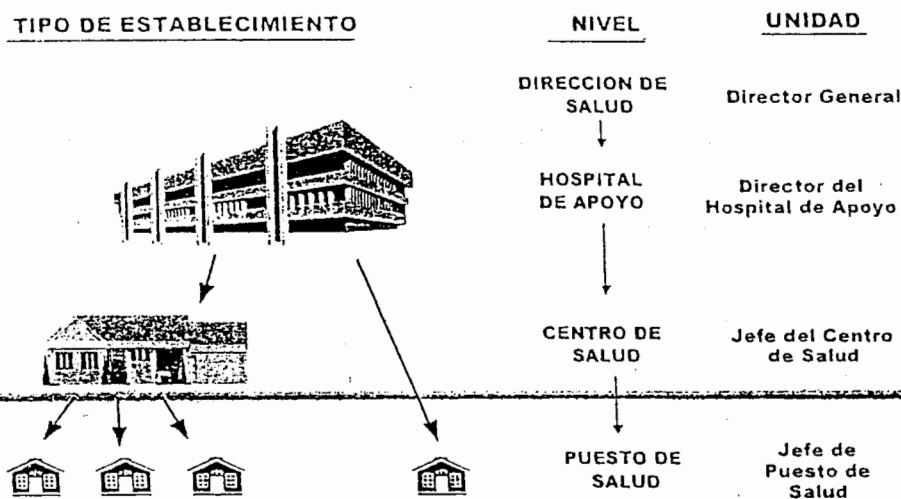 TIPO DE ESTABLECIMIENTO
NIVEL
UNIDAD
DIRECCION DE
SALUD
Director General
HOSPITAL
DE APOYO
Director del
Hospital de Apoyo
CENTRO DE
SALUD
Jefe del Centro
de Salud
PUESTO DE
SALUD
Jefe de
Puesto de
Salud